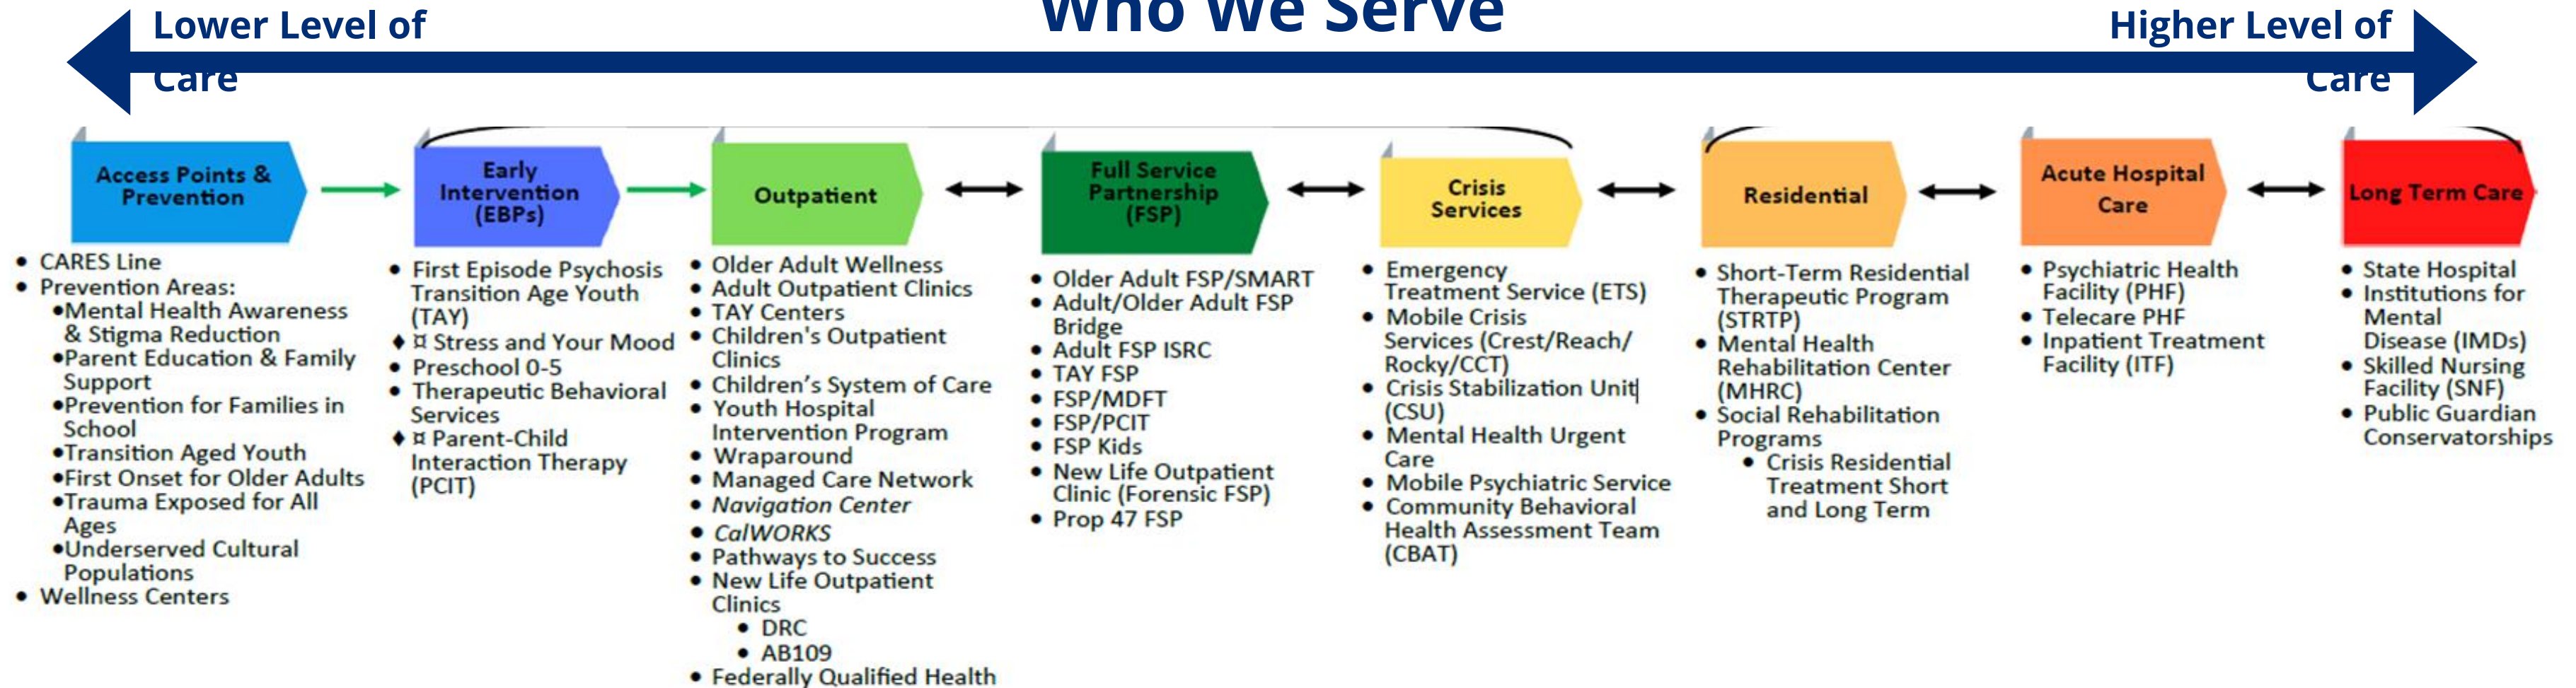 Who We Serve
Lower Level of
Care
Higher Level of
Care
Access Points &
Prevention
• CARES Line
• Prevention Areas:
•Mental Health Awareness
& Stigma Reduction
•Parent Education & Family
Support
•Prevention for Families in
School
•Transition Aged Youth
•First Onset for Older Adults
•Trauma Exposed for All
Ages
•Underserved Cultural
Populations
• Wellness Centers
Early
Intervention
(EBPs)
• First Episode Psychosis
Transition Age Youth
(TAY)
♦ ¤ Stress and Your Mood
• Preschool 0-5
• Therapeutic Behavioral
Services
♦ ¤ Parent-Child
Interaction Therapy
(PCIT)
Outpatient
• Older Adult Wellness
• Adult Outpatient Clinics
• TAY Centers
• Children's Outpatient
Clinics
• Children’s System of Care
• Youth Hospital
Intervention Program
• Wraparound
• Managed Care Network
• Navigation Center
• CalWORKS
• Pathways to Success
• New Life Outpatient
Clinics
• DRC
• AB109
• Federally Qualified Health
Full Service
Partnership
(FSP)
• Older Adult FSP/SMART
• Adult/Older Adult FSP
Bridge
• Adult FSP ISRC
• TAY FSP
• FSP/MDFT
• FSP/PCIT
• FSP Kids
• New Life Outpatient
Clinic (Forensic FSP)
• Prop 47 FSP
Crisis
Services
• Emergency
Treatment Service (ETS)
• Mobile Crisis
Services (Crest/Reach/
Rocky/CCT)
• Crisis Stabilization Unit
(CSU)
• Mental Health Urgent
Care
• Mobile Psychiatric Service
• Community Behavioral
Health Assessment Team
(CBAT)
Residential
• Short-Term Residential
Therapeutic Program
(STRTP)
• Mental Health
Rehabilitation Center
(MHRC)
• Social Rehabilitation
Programs
• Crisis Residential
Treatment Short
and Long Term
Acute Hospital
Care
• Psychiatric Health
Facility (PHF)
• Telecare PHF
• Inpatient Treatment
Facility (ITF)
Long Term Care
• State Hospital
• Institutions for
Mental
Disease (IMDs)
• Skilled Nursing
Facility (SNF)
• Public Guardian
Conservatorships